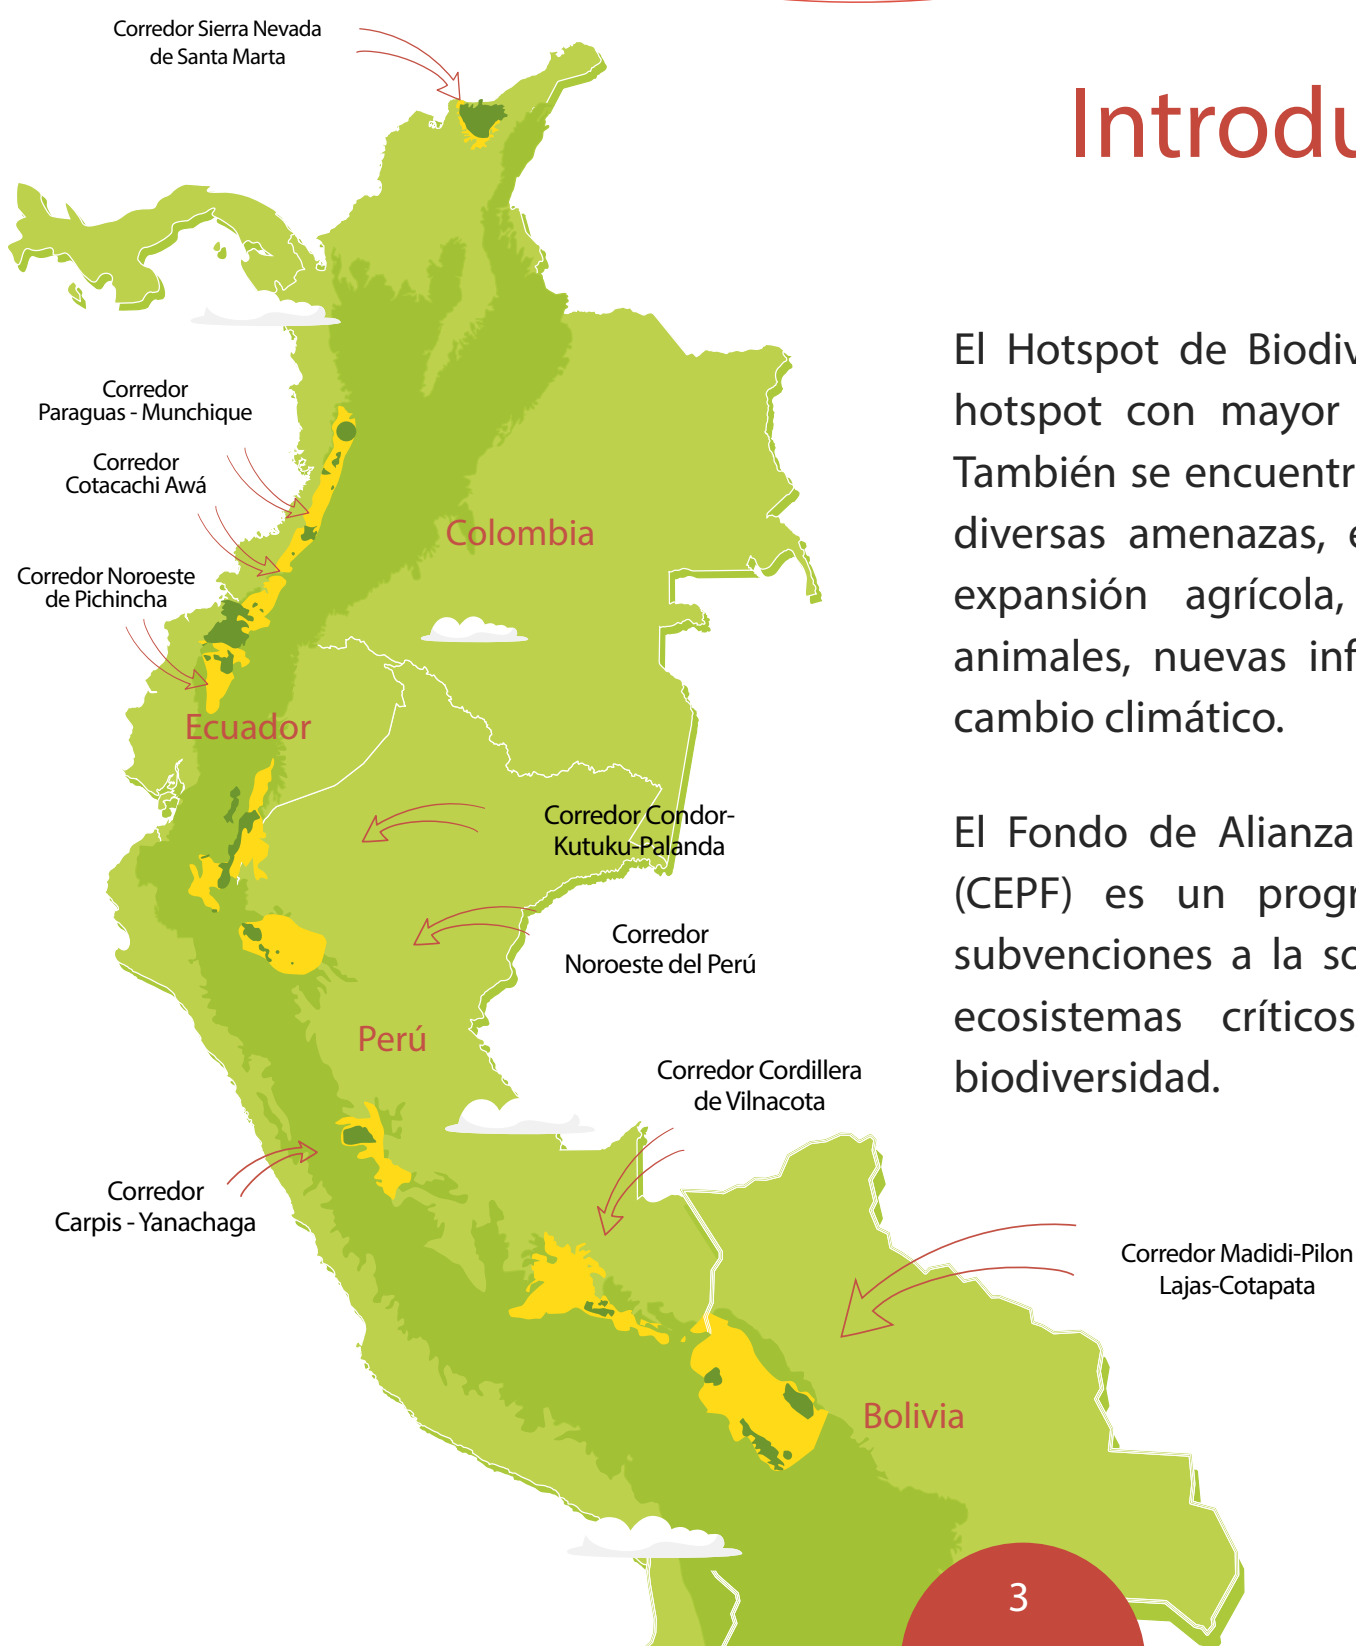 Corredor Sierra Nevada
de Santa Marta
Corredor
Paraguas - Munchique
Corredor
Cotacachi Awá
Corredor Noroeste
de Pichincha
Colombia
Ecuador
Corredor Condor-
Kutuku-Palanda
Corredor
Noroeste del Perú
Perú
Corredor Cordillera
de Vilnacota
Corredor
Carpis - Yanachaga
Corredor Madidi-Pilon
Lajas-Cotapata
Bolivia
Introdu
El Hotspot de Biodiv
hotspot con mayor
También se encuentr
diversas amenazas, e
expansión agrícola,
animales, nuevas inf
cambio climático.
El Fondo de Alianza
(CEPF) es un progr
subvenciones a la so
ecosistemas críticos
biodiversidad.
3